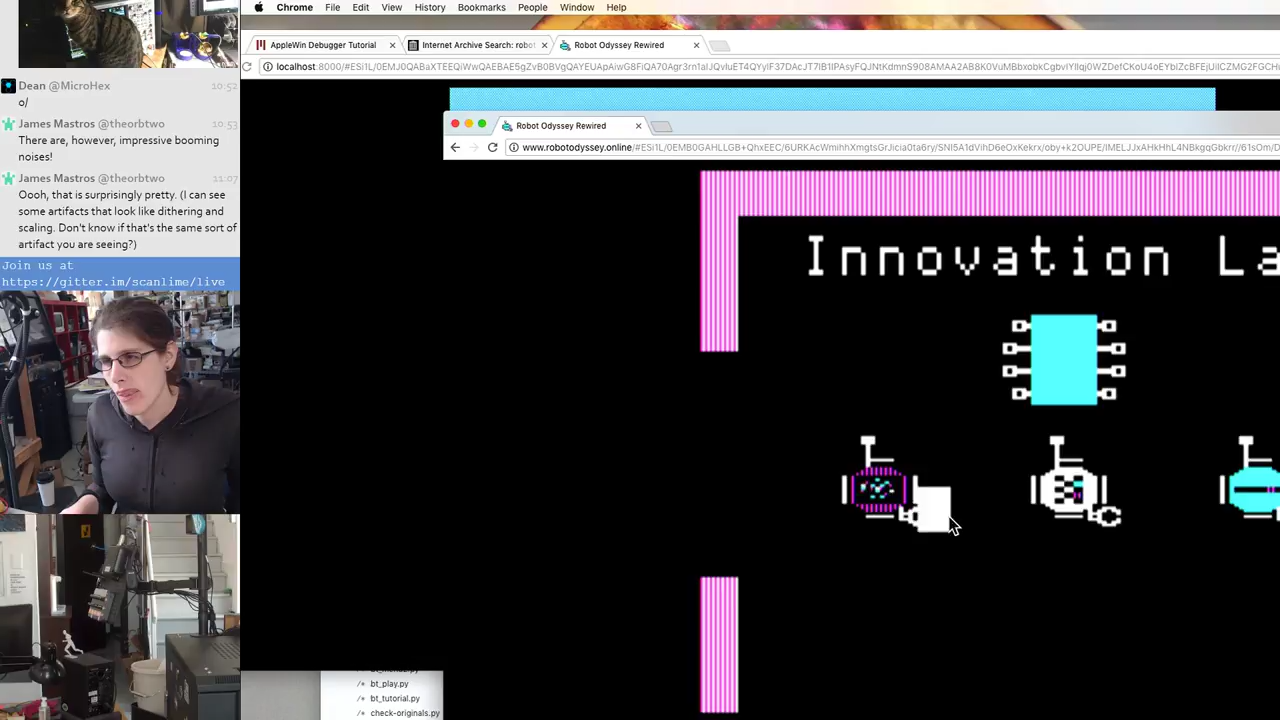 Chrome File Edit View History Bookmarks People Window Help
AppleWin Debugger Tutorial
Internet Archive Search: robot
Robot Odyssey Rewired
Robot Odyssey Rewired
www.robotodyssey.online/
Innovation La
Dean @MicroHex 10:52
o/
James Mastros @theorbtwo 10:53
There are, however, impressive booming
noises!
James Mastros @theorbtwo 11:07
Oooh, that is surprisingly pretty. (I can see
some artifacts that look like dithering and
scaling. Don't know if that's the same sort of
artifact you are seeing?)
Join us at
https://gitter.im/scanlime/live
bt_play.py
bt_tutorial.py
check-originals.py